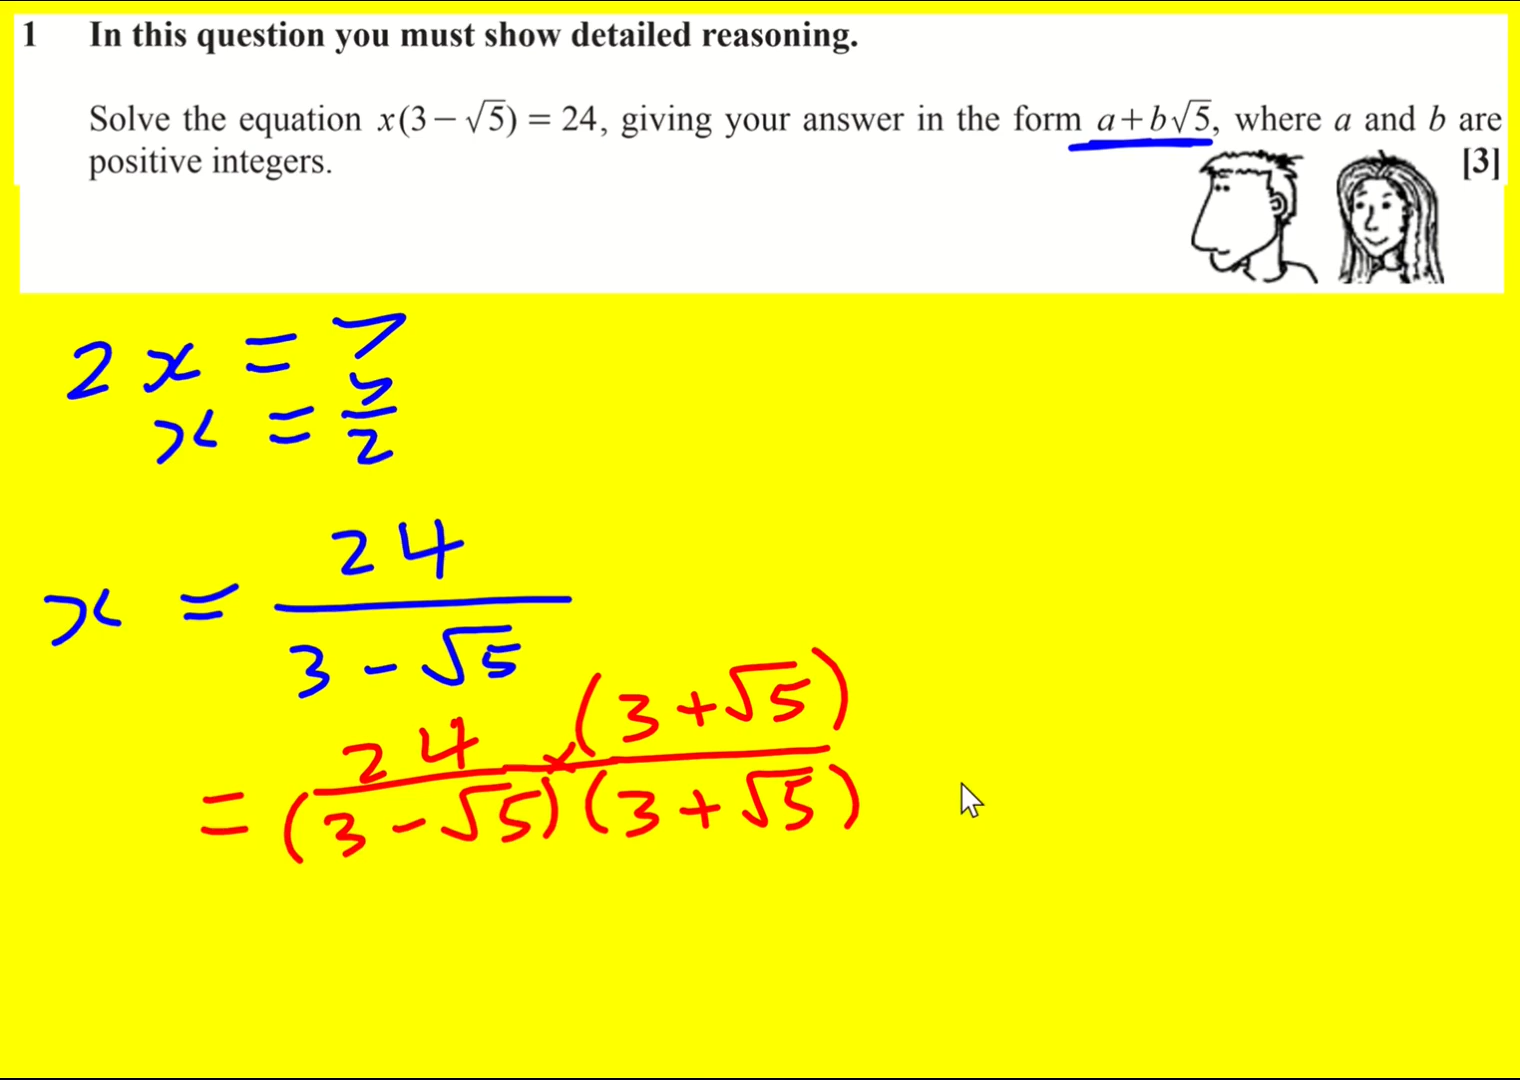 1 In this question you must show detailed reasoning.
Solve the equation x(3 − √5) = 24, giving your answer in the form a + b√5, where a and b are
positive integers. [3]
2x = 7
x = 7/2
x = 24/(3 − √5)
= 24 × (3 + √5)/(3 − √5)(3 + √5)